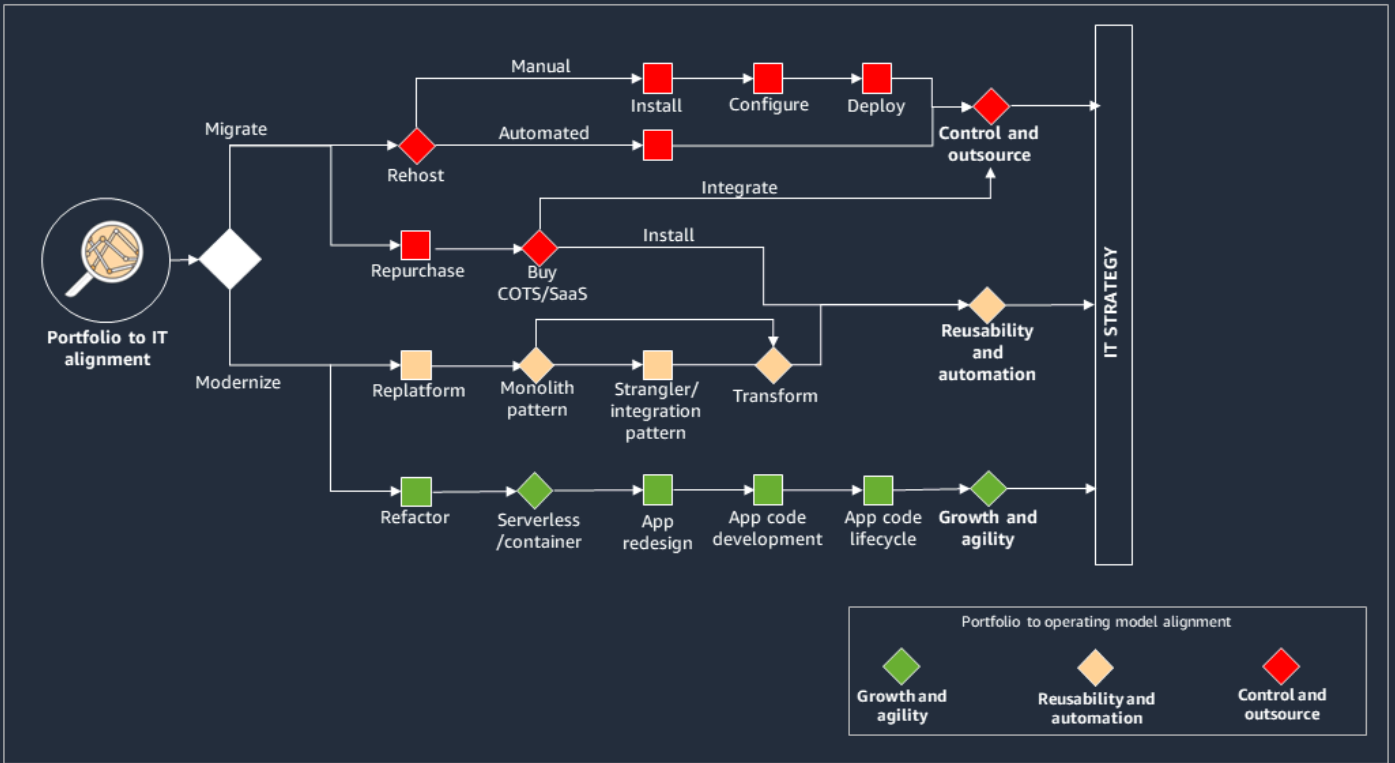 Manual
Install
Configure
Deploy
Migrate
Automated
Rehost
Control and
outsource
Integrate
Install
Repurchase
Buy
COTS/SaaS
Portfolio to IT
alignment
Reusability
and
automation
IT STRATEGY
Modernize
Replatform
Monolith
pattern
Strangler/
integration
pattern
Transform
Refactor
Serverless
/container
App
redesign
App code
development
App code
lifecycle
Growth and
agility
Portfolio to operating model alignment
Growth and
agility
Reusability and
automation
Control and
outsource